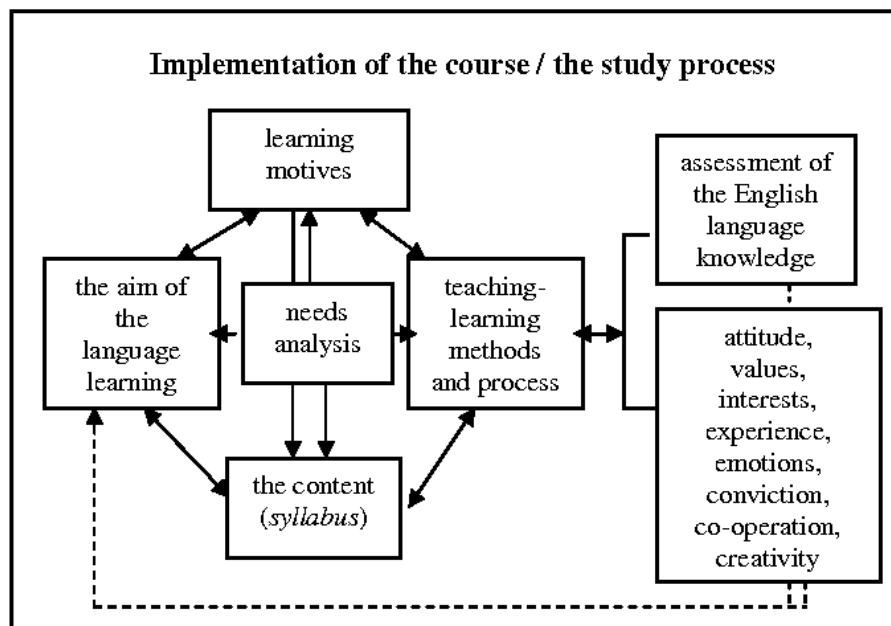 Implementation of the course / the study process
learning
motives
assessment of
the English
language
knowledge
the aim of
the
language
learning
needs
analysis
teaching-
learning
methods
and process
attitude,
values,
interests,
experience,
emotions,
conviction,
co-operation,
creativity
the content
(syllabus)